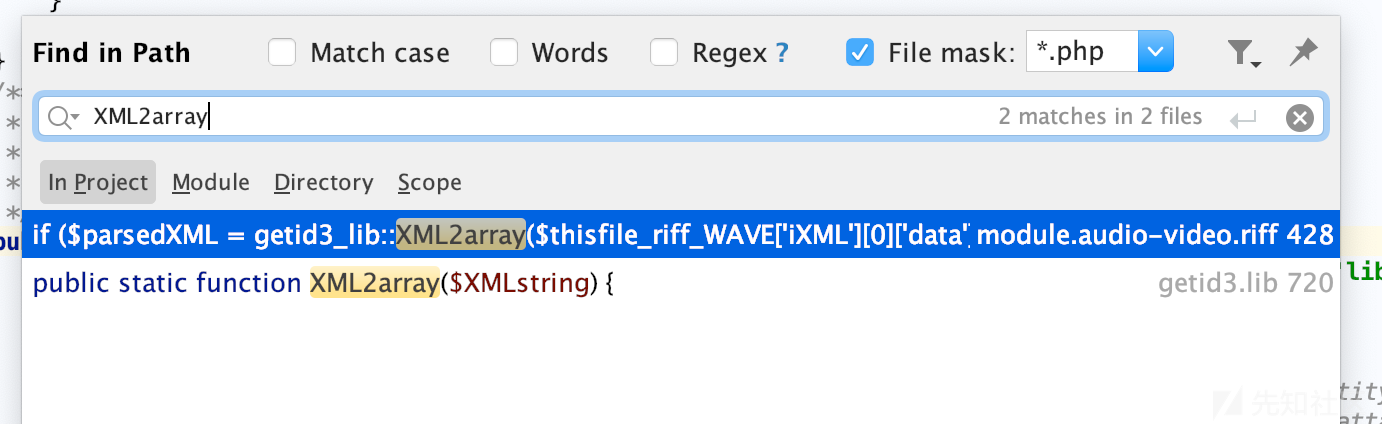 }
Find in Path Match case Words Regex ? File mask: *.php
}
/**
XML2array 2 matches in 2 files
*
*
In Project Module Directory Scope
*
*
if ($parsedXML = getid3_lib::XML2array($thisfile_riff_WAVE['iXML'][0]['data'] module.audio-video.riff 428
'lib
public static function XML2array($XMLstring) { getid3.lib 720
先知社